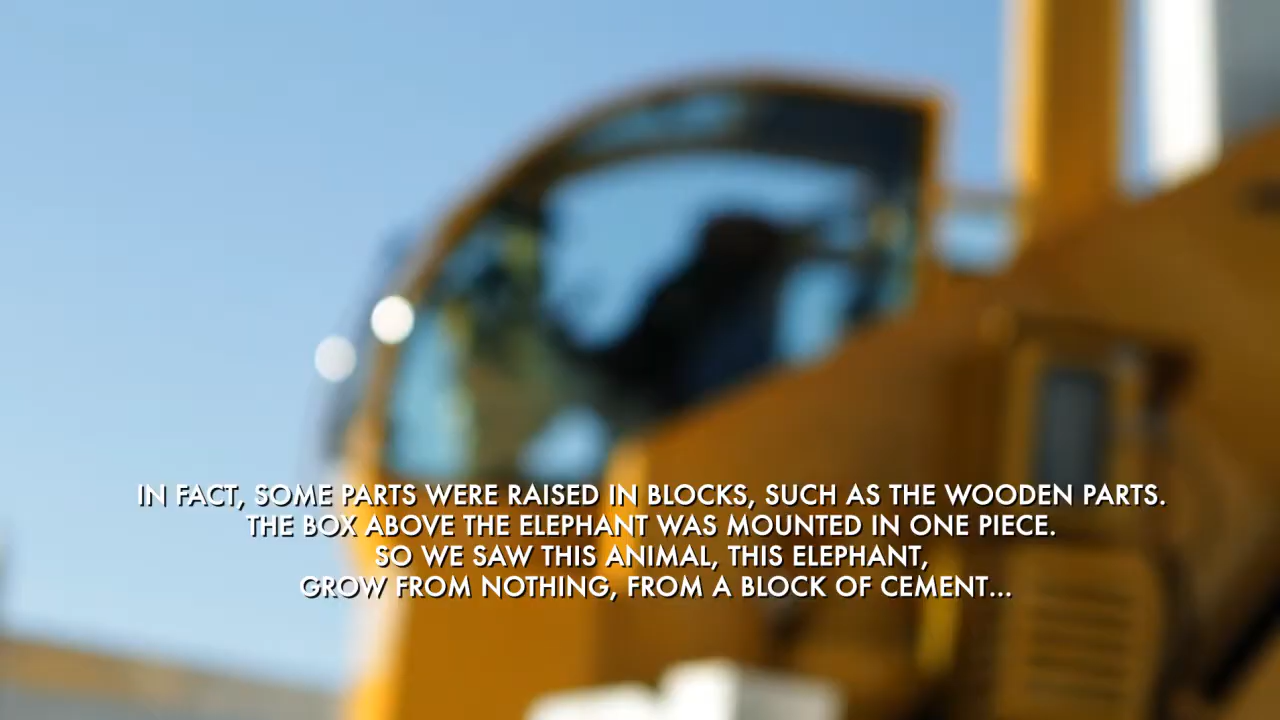 IN FACT, SOME PARTS WERE RAISED IN BLOCKS, SUCH AS THE WOODEN PARTS.
THE BOX ABOVE THE ELEPHANT WAS MOUNTED IN ONE PIECE.
SO WE SAW THIS ANIMAL, THIS ELEPHANT,
GROW FROM NOTHING, FROM A BLOCK OF CEMENT...